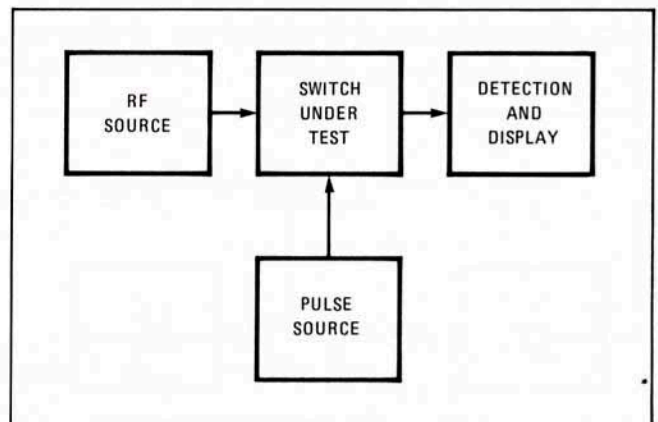 RF
SOURCE
SWITCH
UNDER
TEST
DETECTION
AND
DISPLAY
PULSE
SOURCE